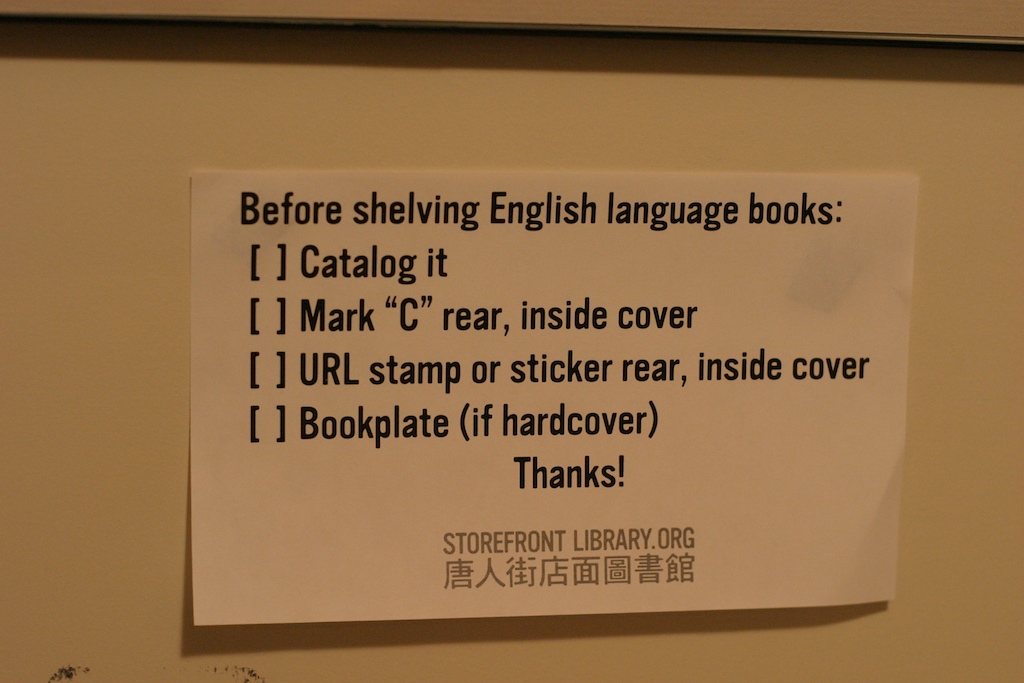 Before shelving English language books:
[ ] Catalog it
[ ] Mark “C” rear, inside cover
[ ] URL stamp or sticker rear, inside cover
[ ] Bookplate (if hardcover)
Thanks!
STOREFRONT LIBRARY.ORG
唐人街店面圖書館